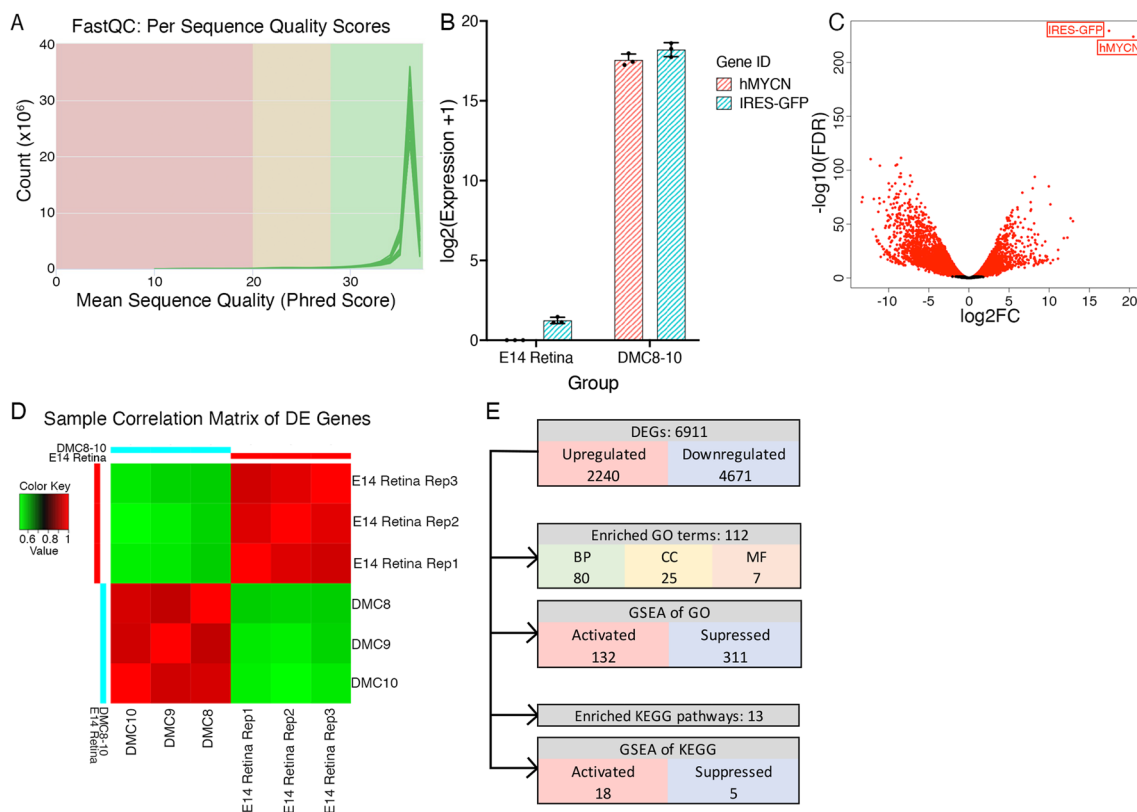 A
FastQC: Per Sequence Quality Scores
40
30
20
10
0
Count (x10⁶)
0
10
20
30
Mean Sequence Quality (Phred Score)
B
20
15
10
5
0
log2(Expression +1)
E14 Retina
DMC8-10
Group
Gene ID
hMYCN
IRES-GFP
C
IRES-GFP
hMYCN
200
150
100
50
0
-log10(FDR)
-10
-5
0
5
10
15
20
log2FC
D
Sample Correlation Matrix of DE Genes
DMC8-10
E14 Retina
Color Key
0.6
0.8
1
Value
E14 Retina Rep3
E14 Retina Rep2
E14 Retina Rep1
DMC8
DMC9
DMC10
DMC8-10
E14 Retina
DMC10
DMC9
DMC8
E14 Retina Rep1
E14 Retina Rep2
E14 Retina Rep3
E
DEGs: 6911
Upregulated
2240
Downregulated
4671
Enriched GO terms: 112
BP
80
CC
25
MF
7
GSEA of GO
Activated
132
Supressed
311
Enriched KEGG pathways: 13
GSEA of KEGG
Activated
18
Suppressed
5